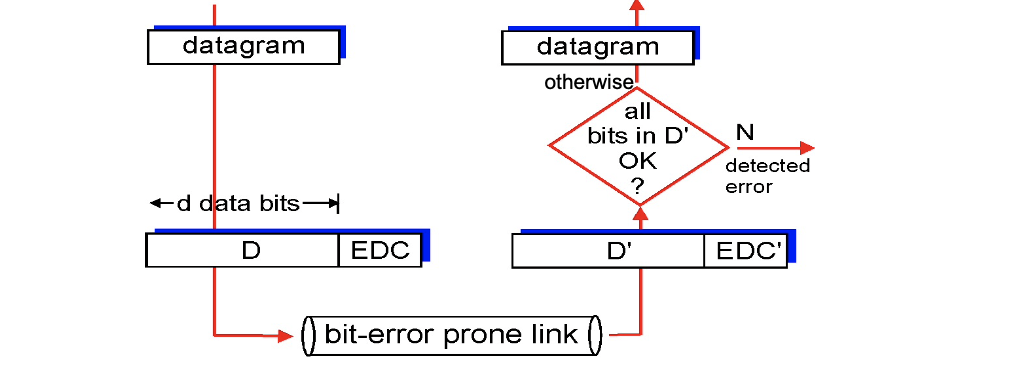 datagram
datagram
otherwise
all
bits in D'
OK
?
N
detected
error
d data bits
D
EDC
D'
EDC'
bit-error prone link